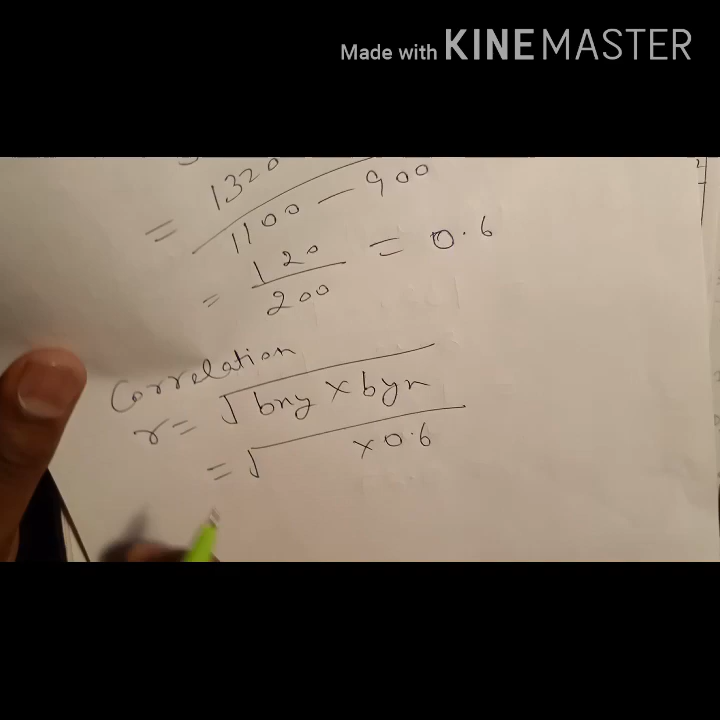 Made with KINEMASTER
= 1320
1100 - 900
= 120 / 200 = 0.6
Correlation
r = √bxy × byx
= √ × 0.6